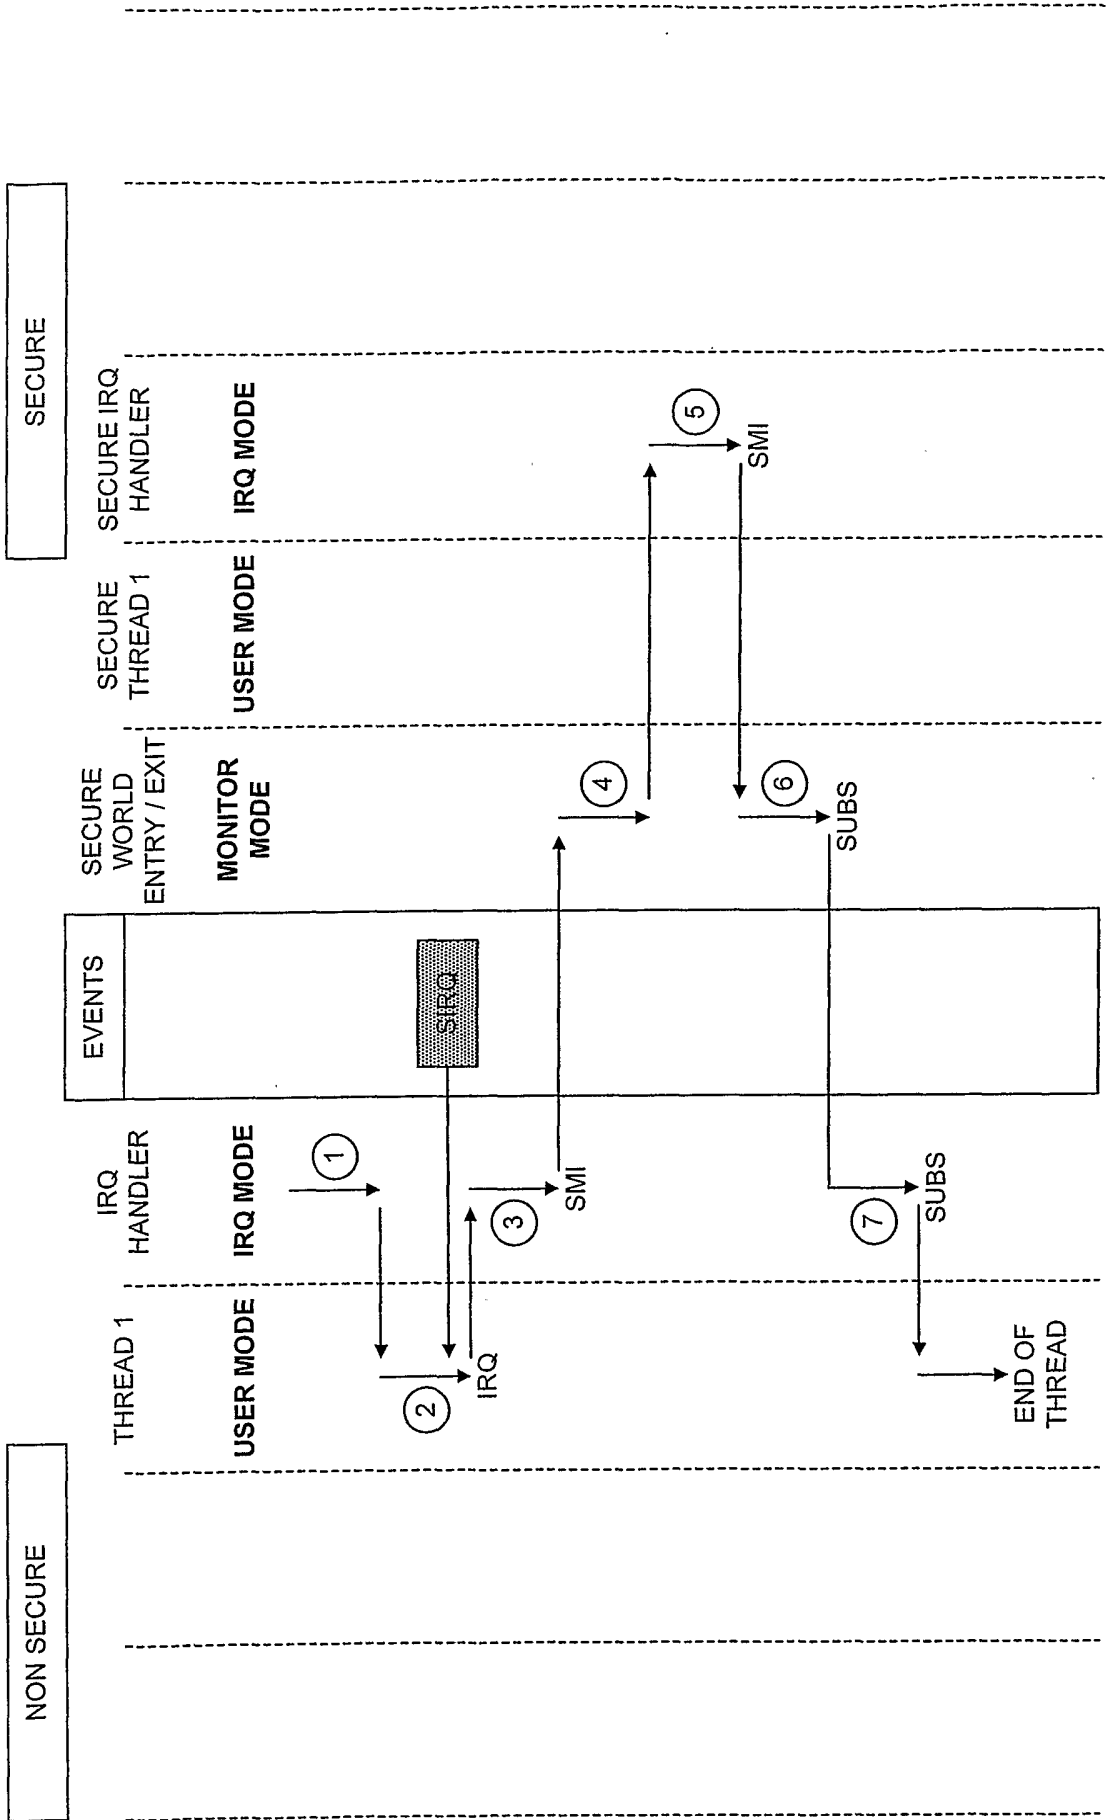 NON SECURE
SECURE
EVENTS
THREAD 1
USER MODE
IRQ
HANDLER
IRQ MODE
SECURE
WORLD
ENTRY / EXIT
MONITOR
MODE
SECURE
THREAD 1
USER MODE
SECURE IRQ
HANDLER
IRQ MODE
1
2
SIRQ
IRQ
3
SMI
4
5
SMI
6
SUBS
7
SUBS
END OF
THREAD